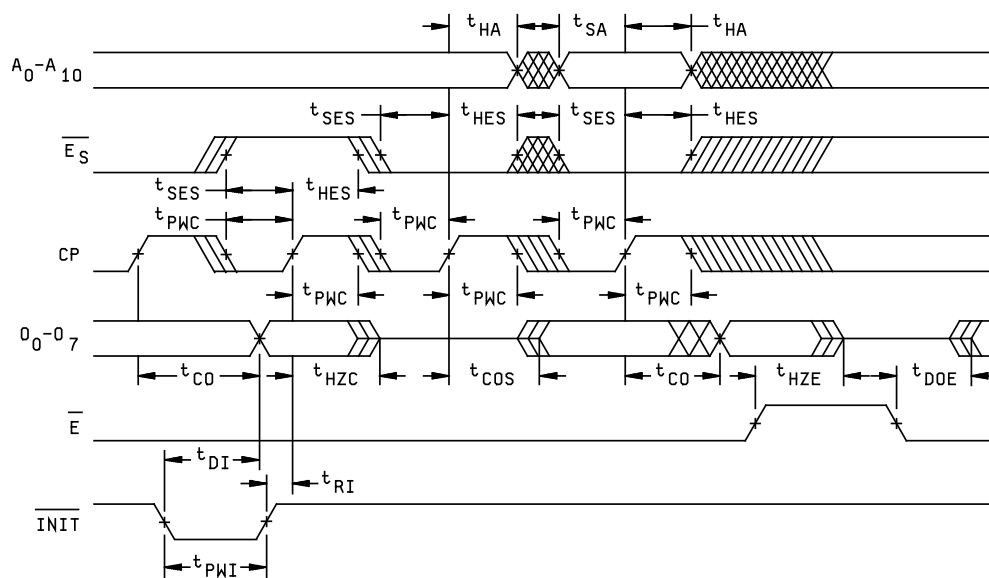 tHA tSA tHA
A0-A10
tSES tHES tSES tHES
ES
tSES tHES
tPWC tPWC tPWC
CP
tPWC tPWC tPWC
O0-O7
tCO tHZC tCOS tCO tHZE tDOE
E
tDI
tRI
INIT
tPWI